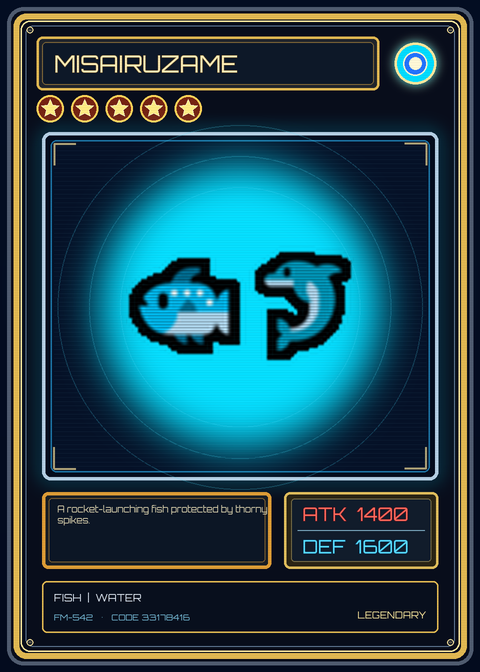 MISAIRUZAME
A rocket-launching fish protected by thorny
spikes.
ATK 1400
DEF 1600
FISH | WATER
FM-542 · CODE 33178416
LEGENDARY